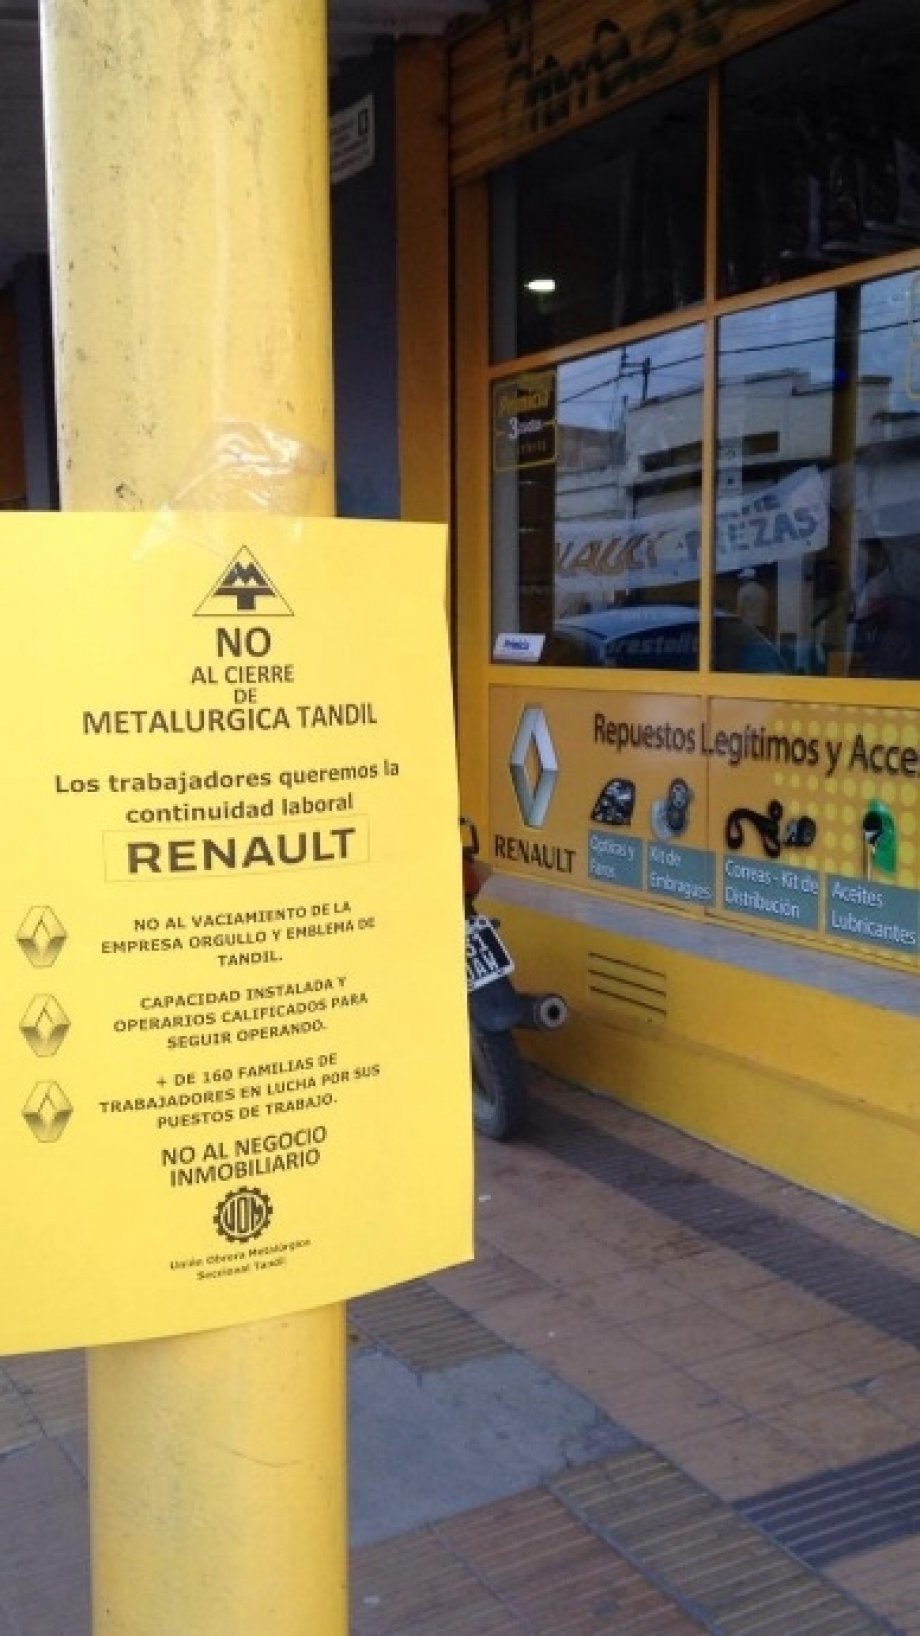 NO
AL CIERRE
DE
METALURGICA TANDIL
Los trabajadores queremos la
continuidad laboral
RENAULT
NO AL VACIAMIENTO DE LA
EMPRESA ORGULLO Y EMBLEMA DE
TANDIL.
CAPACIDAD INSTALADA Y
OPERARIOS CALIFICADOS PARA
SEGUIR OPERANDO.
+ DE 160 FAMILIAS DE
TRABAJADORES EN LUCHA POR SUS
PUESTOS DE TRABAJO.
NO AL NEGOCIO
INMOBILIARIO
UOM
Unión Obrera Metalúrgica
Seccional Tandil
3
Repuestos Legítimos y Acce
RENAULT
Opticas y
Faros
Kit de
Embragues
Correas - Kit de
Distribución
Aceites
Lubricantes